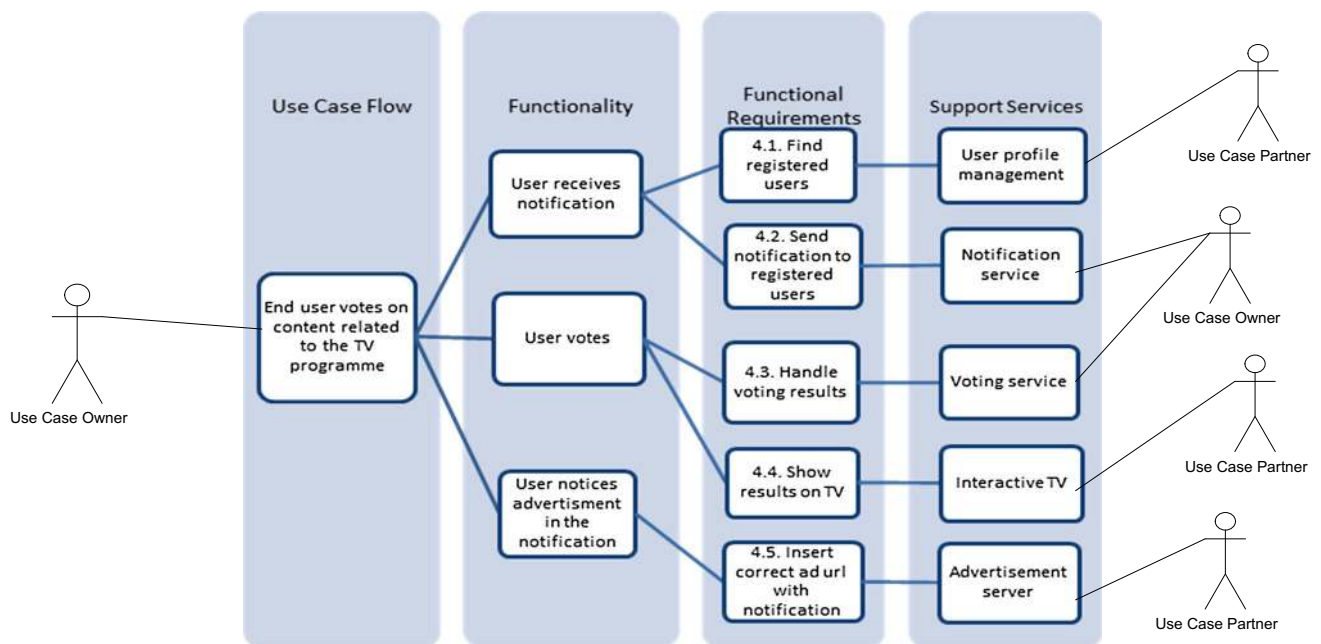 Use Case Flow
Functionality
Functional
Requirements
Support Services
End user votes on
content related
to the TV
programme
User receives
notification
User votes
User notices
advertisment
in the
notification
4.1. Find
registered
users
4.2. Send
notification to
registered
users
4.3. Handle
voting results
4.4. Show
results on TV
4.5. Insert
correct ad url
with
notification
User profile
management
Notification
service
Voting service
Interactive TV
Advertisement
server
Use Case Owner
Use Case Partner
Use Case Owner
Use Case Partner
Use Case Partner